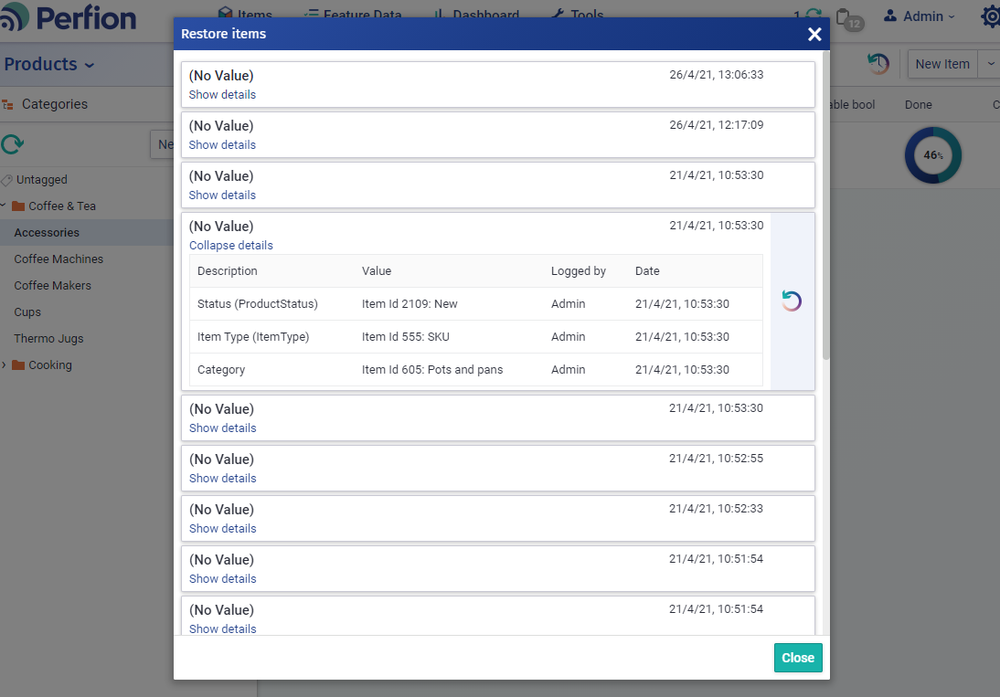 Perfion
Items
Feature Data
Dashboard
Tools
1
12
Admin
Restore items
Products
New Item
Categories
able bool
Done
C
Ne
46%
Untagged
Coffee & Tea
Accessories
Coffee Machines
Coffee Makers
Cups
Thermo Jugs
Cooking
(No Value) 26/4/21, 13:06:33
Show details
(No Value) 26/4/21, 12:17:09
Show details
(No Value) 21/4/21, 10:53:30
Show details
(No Value) 21/4/21, 10:53:30
Collapse details
Description Value Logged by Date
Status (ProductStatus) Item Id 2109: New Admin 21/4/21, 10:53:30
Item Type (ItemType) Item Id 555: SKU Admin 21/4/21, 10:53:30
Category Item Id 605: Pots and pans Admin 21/4/21, 10:53:30
(No Value) 21/4/21, 10:53:30
Show details
(No Value) 21/4/21, 10:52:55
Show details
(No Value) 21/4/21, 10:52:33
Show details
(No Value) 21/4/21, 10:51:54
Show details
(No Value) 21/4/21, 10:51:54
Show details
Close